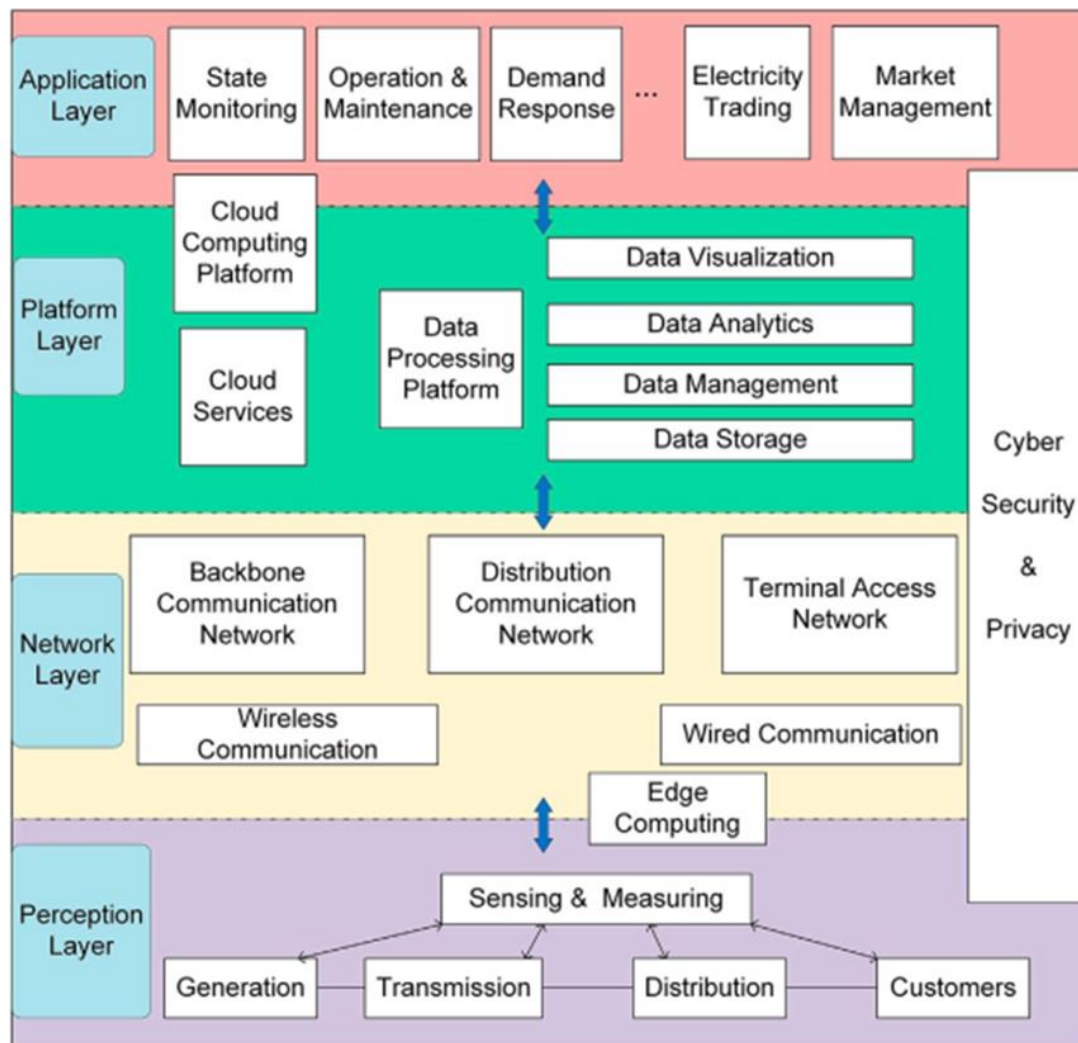 Application
Layer
State
Monitoring
Operation &
Maintenance
Demand
Response
...
Electricity
Trading
Market
Management
Cloud
Computing
Platform
Platform
Layer
Cloud
Services
Data
Processing
Platform
Data Visualization
Data Analytics
Data Management
Data Storage
Cyber
Security
&
Privacy
Network
Layer
Backbone
Communication
Network
Distribution
Communication
Network
Terminal Access
Network
Wireless
Communication
Wired Communication
Edge
Computing
Perception
Layer
Sensing & Measuring
Generation
Transmission
Distribution
Customers